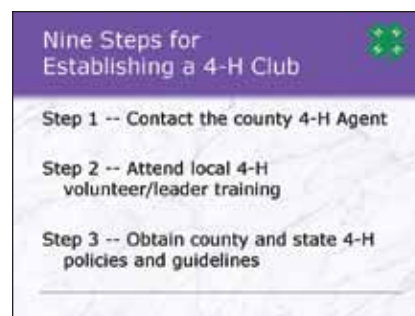 Nine Steps for
Establishing a 4-H Club
Step 1 -- Contact the county 4-H Agent
Step 2 -- Attend local 4-H
volunteer/leader training
Step 3 -- Obtain county and state 4-H
policies and guidelines